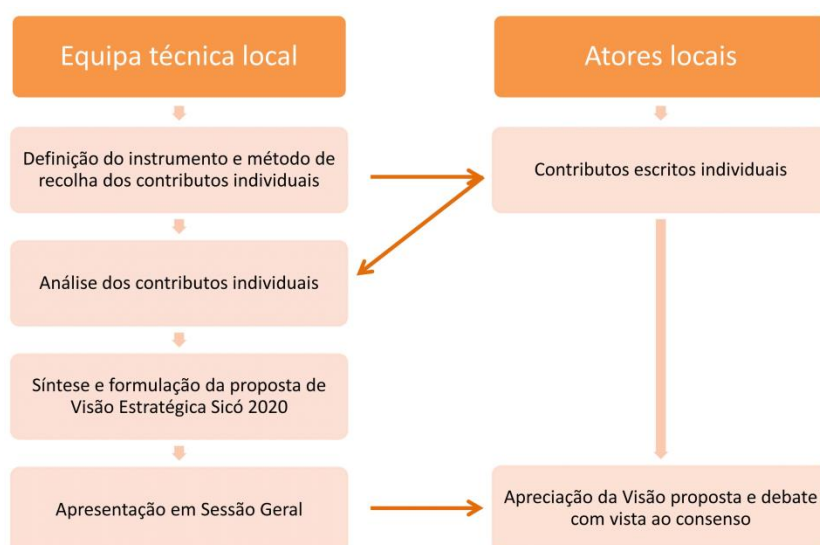 Equipa técnica local
Atores locais
Definição do instrumento e método de
recolha dos contributos individuais
Contributos escritos individuais
Análise dos contributos individuais
Síntese e formulação da proposta de
Visão Estratégica Sicó 2020
Apresentação em Sessão Geral
Apreciação da Visão proposta e debate
com vista ao consenso